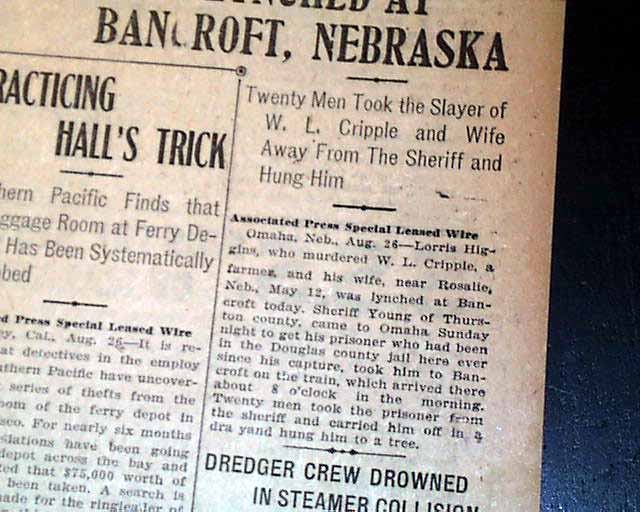 LYNCHED AT
BANCROFT, NEBRASKA
Twenty Men Took the Slayer of
W. L. Cripple and Wife
Away From The Sheriff and
Hung Him
Associated Press Special Leased Wire
Omaha, Neb., Aug. 26—Lorris Hig-
gins, who murdered W. L. Cripple, a
farmer, and his wife, near Rosalie,
Neb., May 12, was lynched at Ban-
croft today. Sheriff Young of Thurs-
ton county, came to Omaha Sunday
night to get his prisoner who had been
in the Douglas county jail here ever
since his capture, took him to Ban-
croft on the train, which arrived there
about 8 o'clock in the morning.
Twenty men took the prisoner from
the sheriff and carried him off in a
dra yand hung him to a tree.
DREDGER CREW DROWNED
IN STEAMER COLLISION
RACTICING
HALL'S TRICK
hern Pacific Finds that
ggage Room at Ferry De-
Has Been Systematically
bbed
d Press Special Leased Wire
ey, Cal., Aug. 26—It is re-
at detectives in the employ
uthern Pacific have uncover-
series of thefts from the
oom of the ferry depot in
sco. For nearly six months
slations have been going
depot across the bay and
ted that $75,000 worth of
been taken. A search is
made for the ringleader of